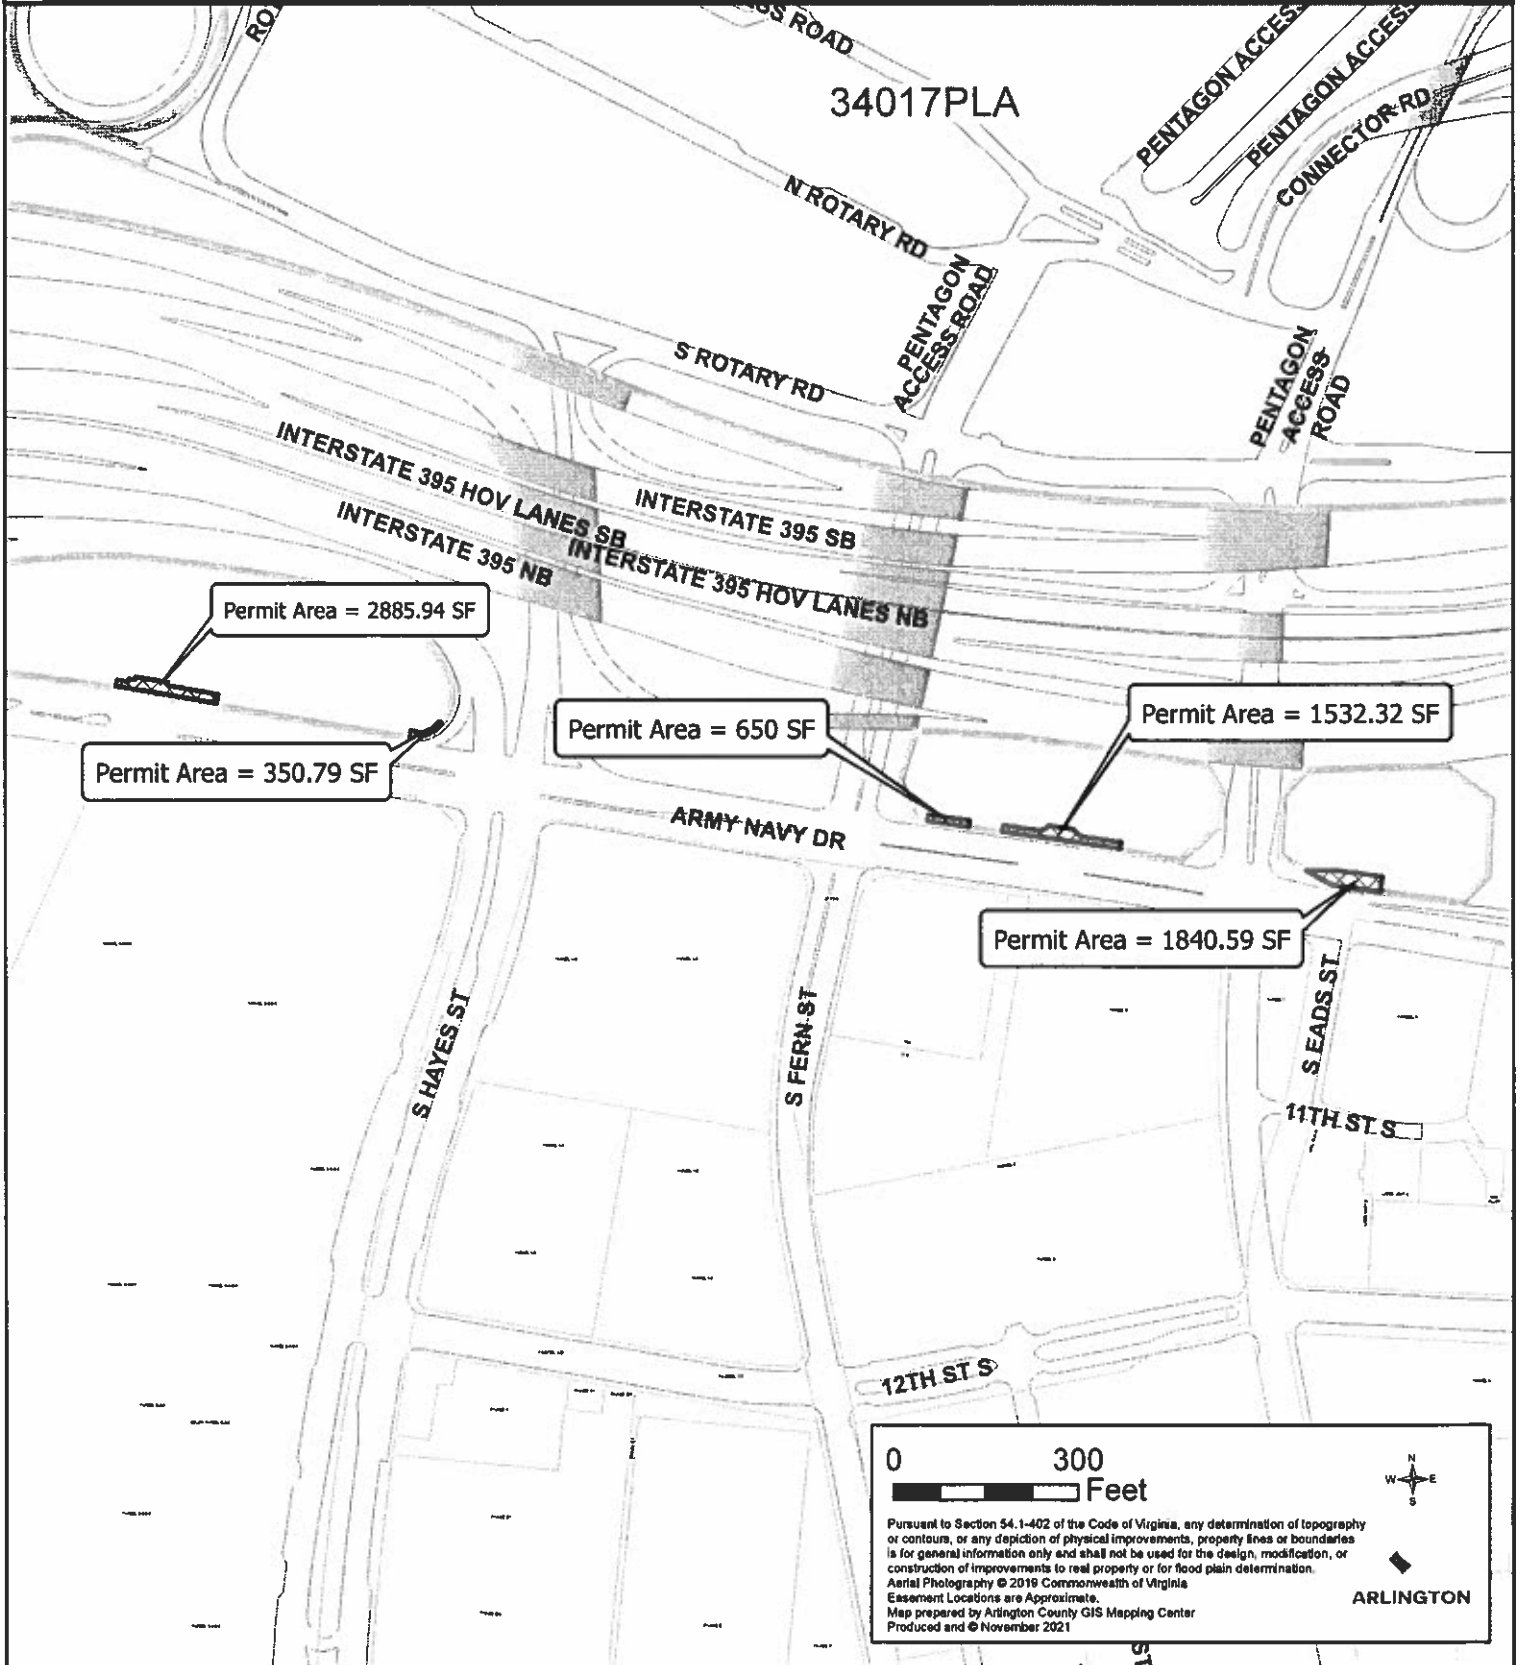 RO
SS ROAD
PENTAGON ACCESS
PENTAGON ACCESS
34017PLA
CONNECTOR RD
N ROTARY RD
PENTAGON
ACCESS ROAD
S ROTARY RD
PENTAGON
ACCESS
ROAD
INTERSTATE 395 HOV LANES SB
INTERSTATE 395 SB
INTERSTATE 395 NB
INTERSTATE 395 HOV LANES NB
Permit Area = 2885.94 SF
Permit Area = 650 SF
Permit Area = 1532.32 SF
Permit Area = 350.79 SF
ARMY NAVY DR
Permit Area = 1840.59 SF
S HAYES ST
S FERN ST
S EADS ST
11TH ST S
12TH ST S
0 300
Feet
N
W E
S
Pursuant to Section 54.1-402 of the Code of Virginia, any determination of topography
or contours, or any depiction of physical improvements, property lines or boundaries
is for general information only and shall not be used for the design, modification, or
construction of improvements to real property or for flood plain determination.
Aerial Photography © 2019 Commonwealth of Virginia
Easement Locations are Approximate.
Map prepared by Arlington County GIS Mapping Center
Produced and © November 2021
ARLINGTON
ST